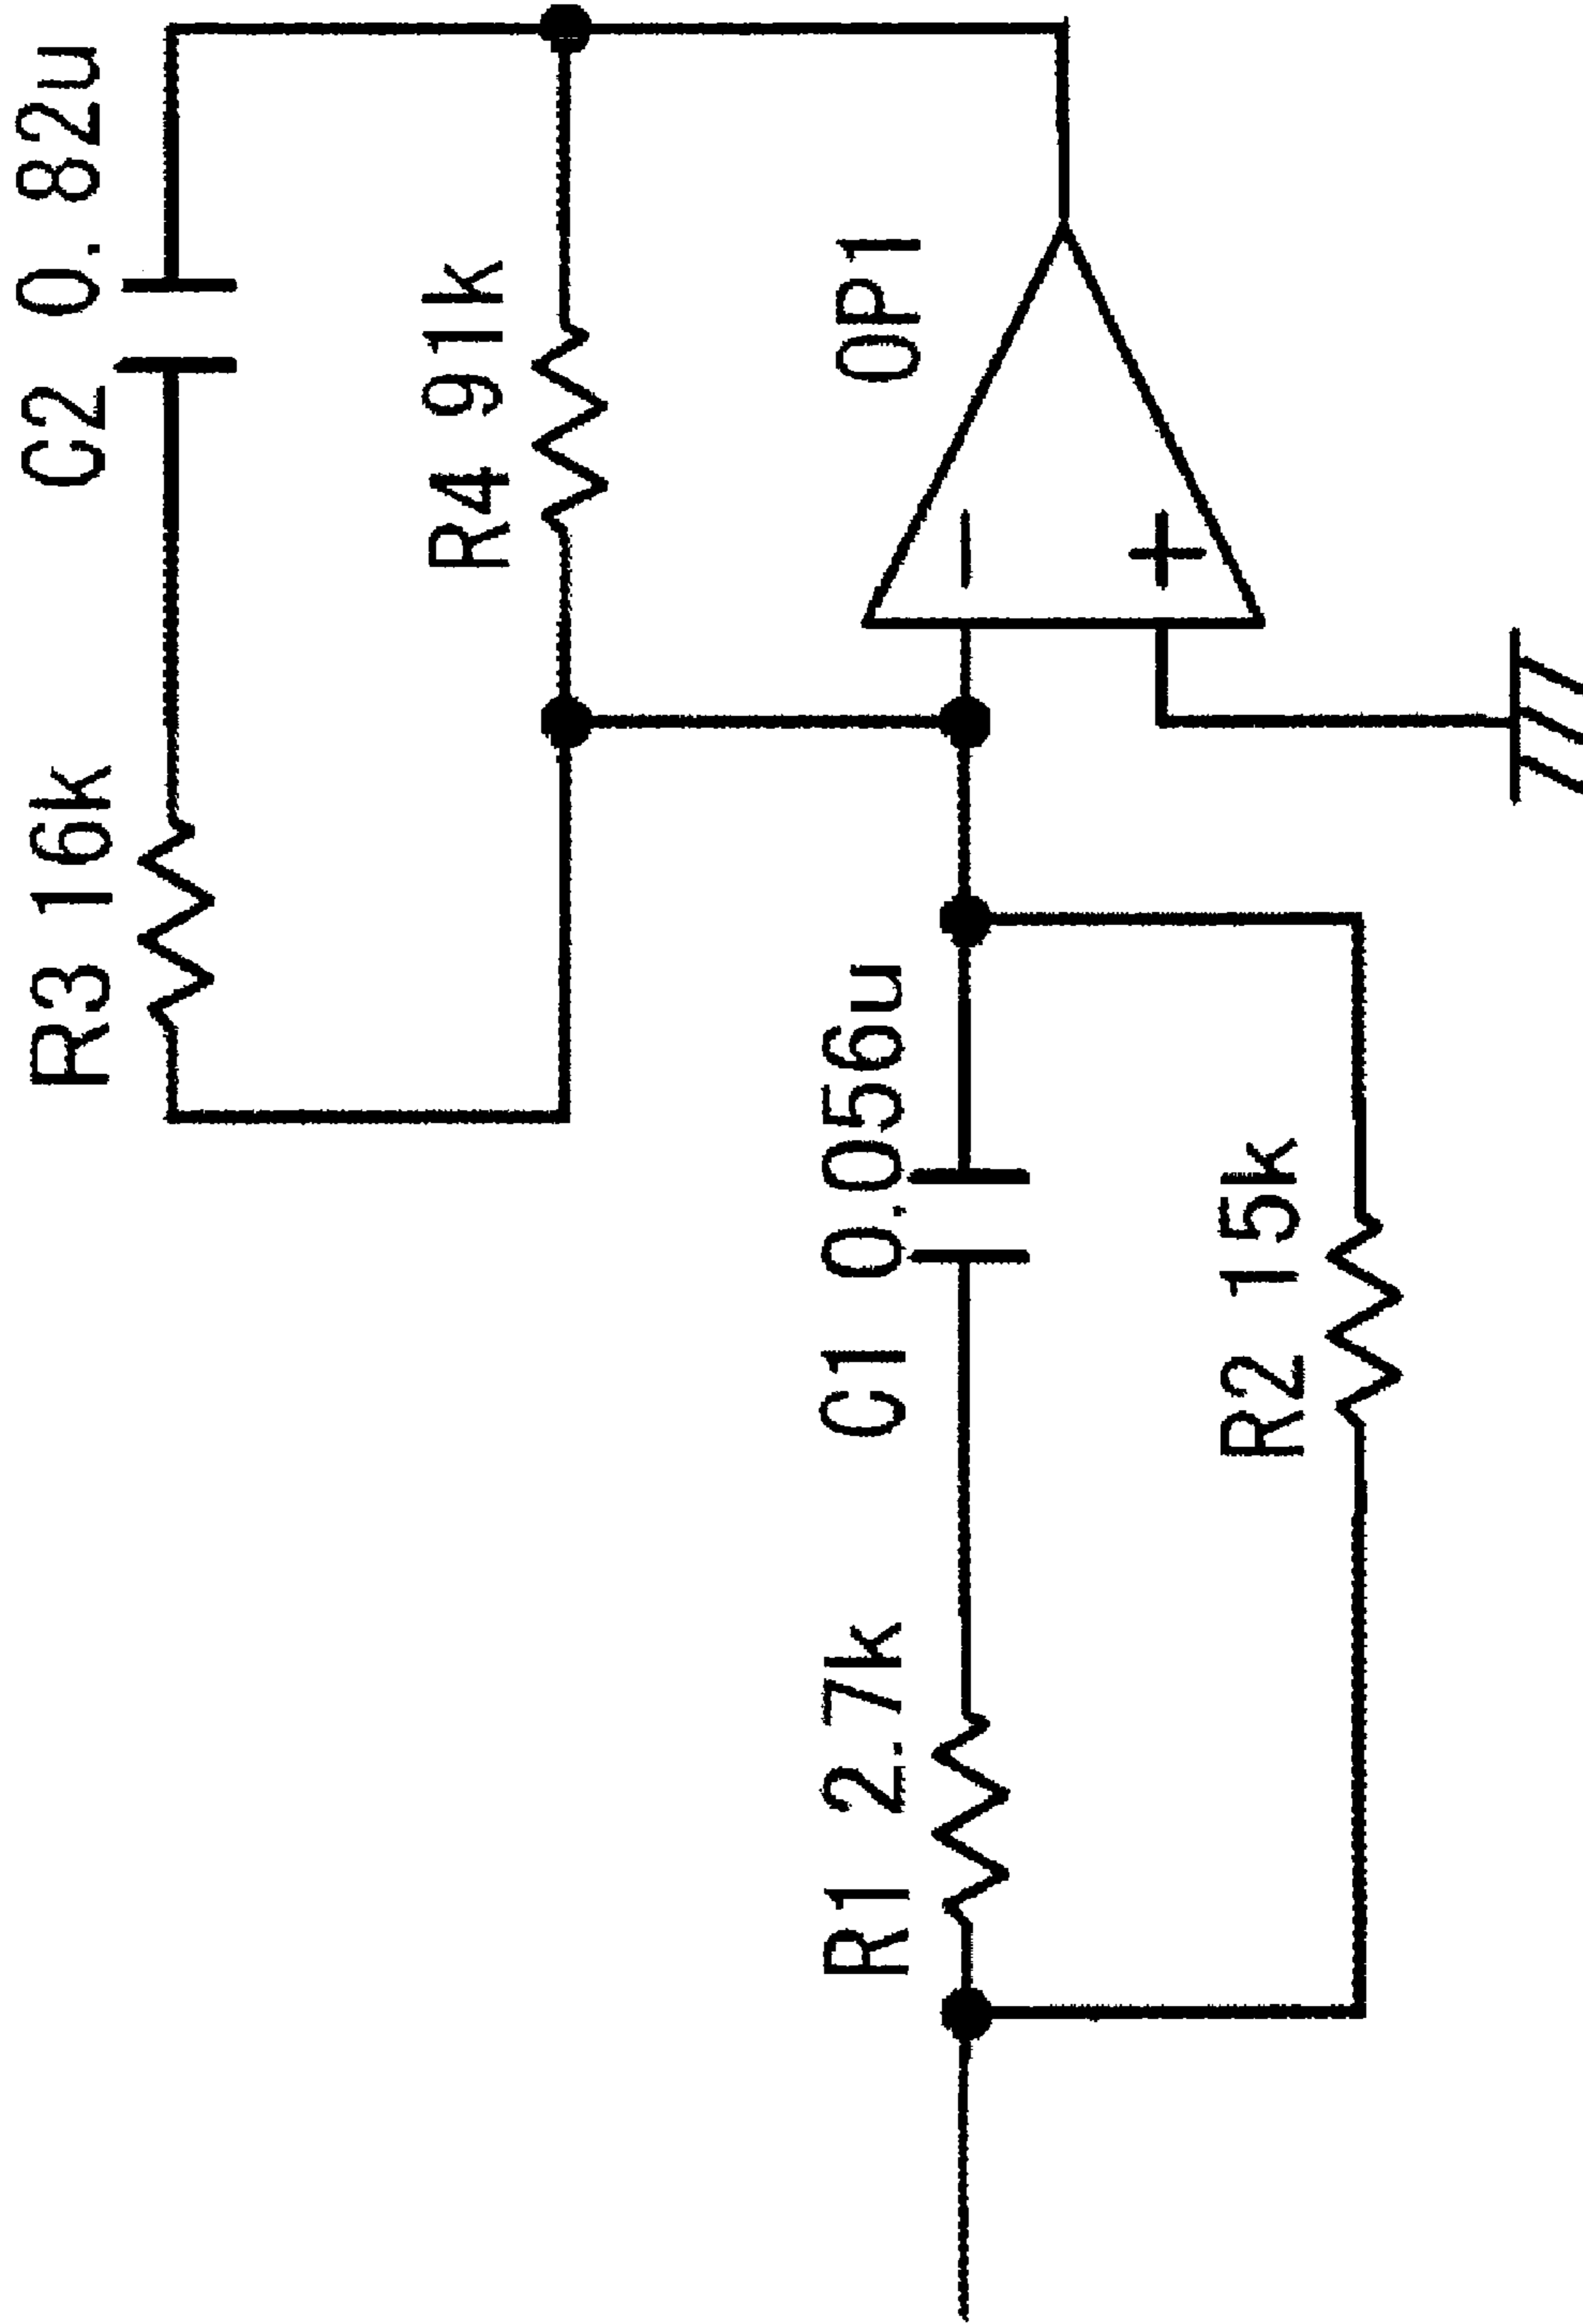 R3 16k C2 0.82u
R4 91k
R1 2.7k C1 0.056u OP1
−
+
R2 15k